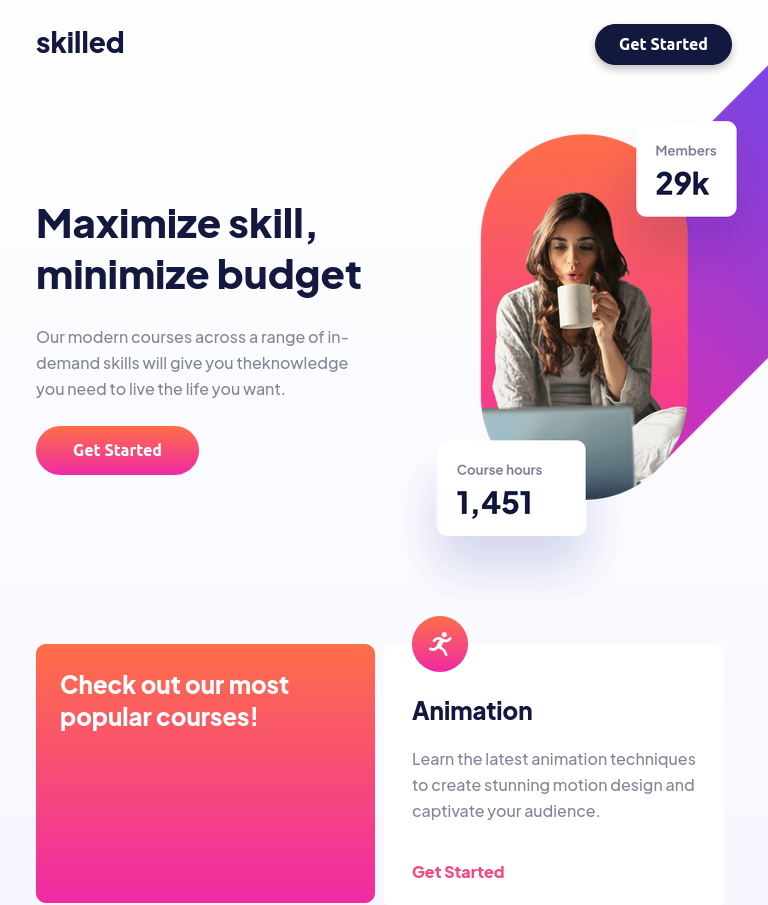 skilled
Get Started
Members
29k
Maximize skill,
minimize budget
Our modern courses across a range of in-
demand skills will give you theknowledge
you need to live the life you want.
Get Started
Course hours
1,451
Check out our most
popular courses!
Animation
Learn the latest animation techniques
to create stunning motion design and
captivate your audience.
Get Started